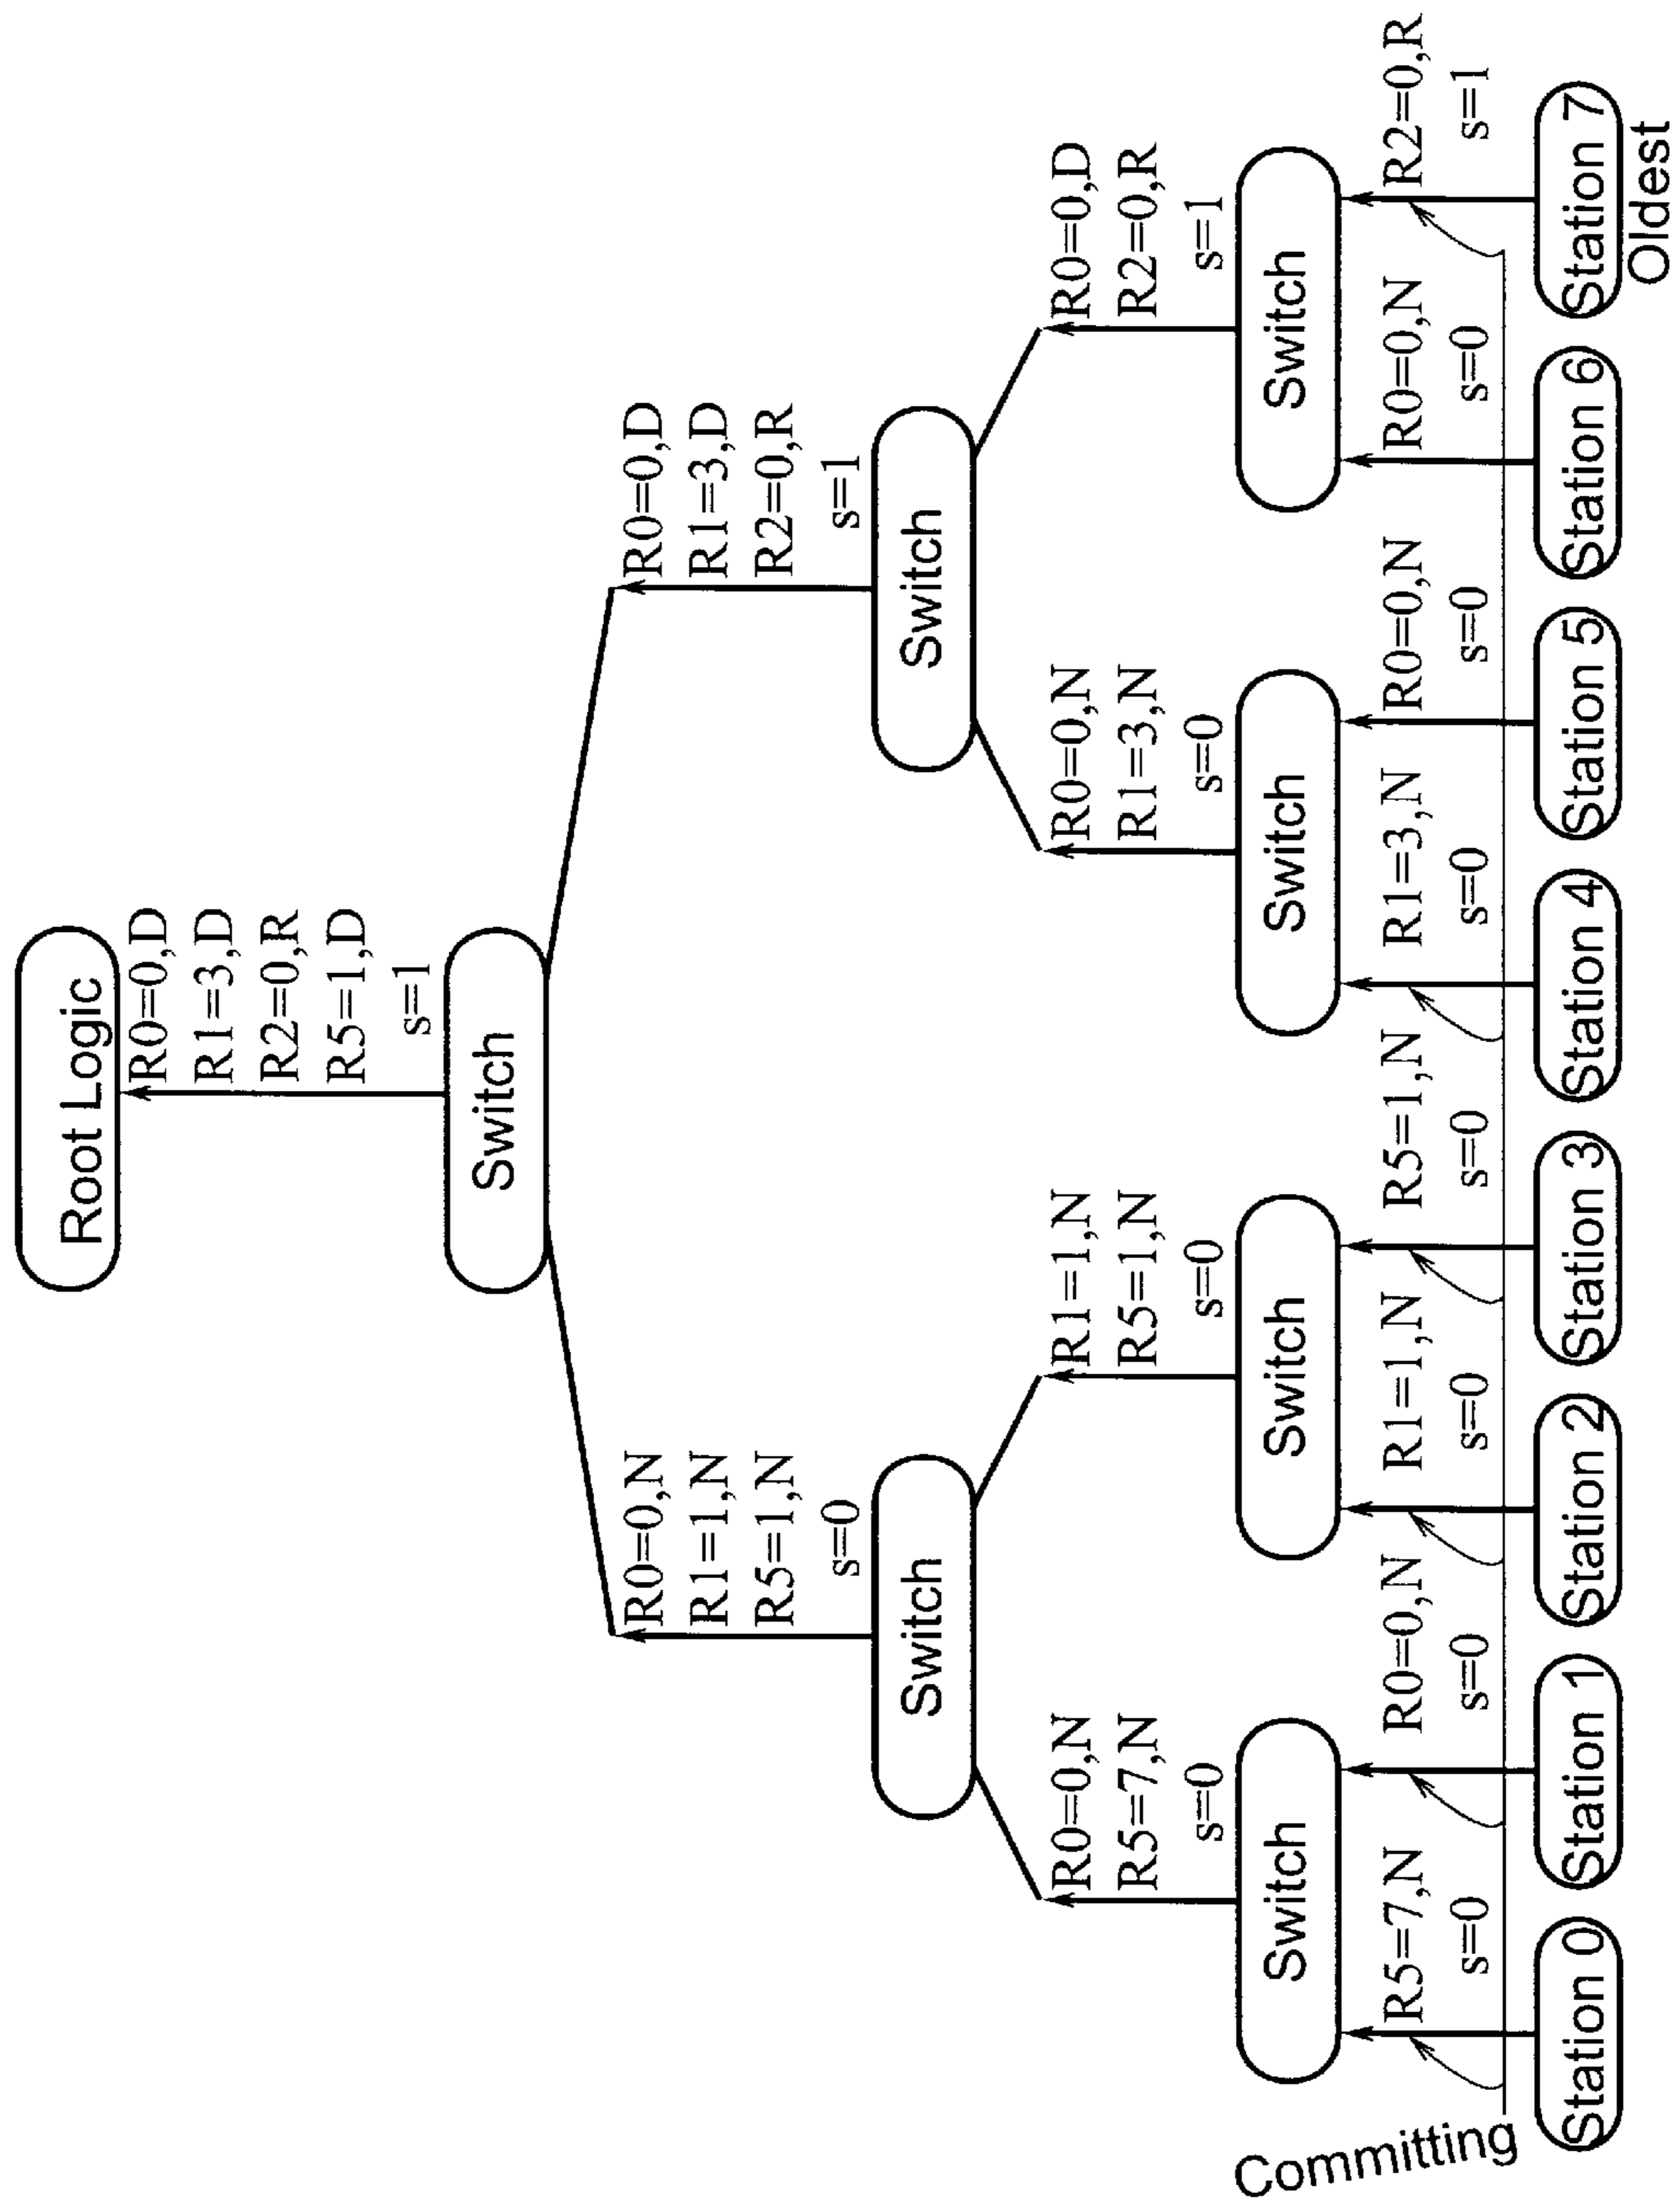 Root Logic
R0=0,D
R1=3,D
R2=0,R
R5=1,D
s=1
Switch
R0=0,N
R1=1,N
R5=1,N
s=0
R0=0,D
R1=3,D
R2=0,R
s=1
Switch
Switch
R0=0,N
R5=7,N
s=0
R1=1,N
R5=1,N
s=0
R0=0,N
R1=3,N
s=0
R0=0,D
R2=0,R
s=1
Switch
Switch
Switch
Switch
R5=7,N
s=0
R0=0,N
s=0
R1=1,N
s=0
R5=1,N
s=0
R1=3,N
s=0
R0=0,N
s=0
R0=0,N
s=0
R2=0,R
s=1
Committing
Station 0
Station 1
Station 2
Station 3
Station 4
Station 5
Station 6
Station 7
Oldest